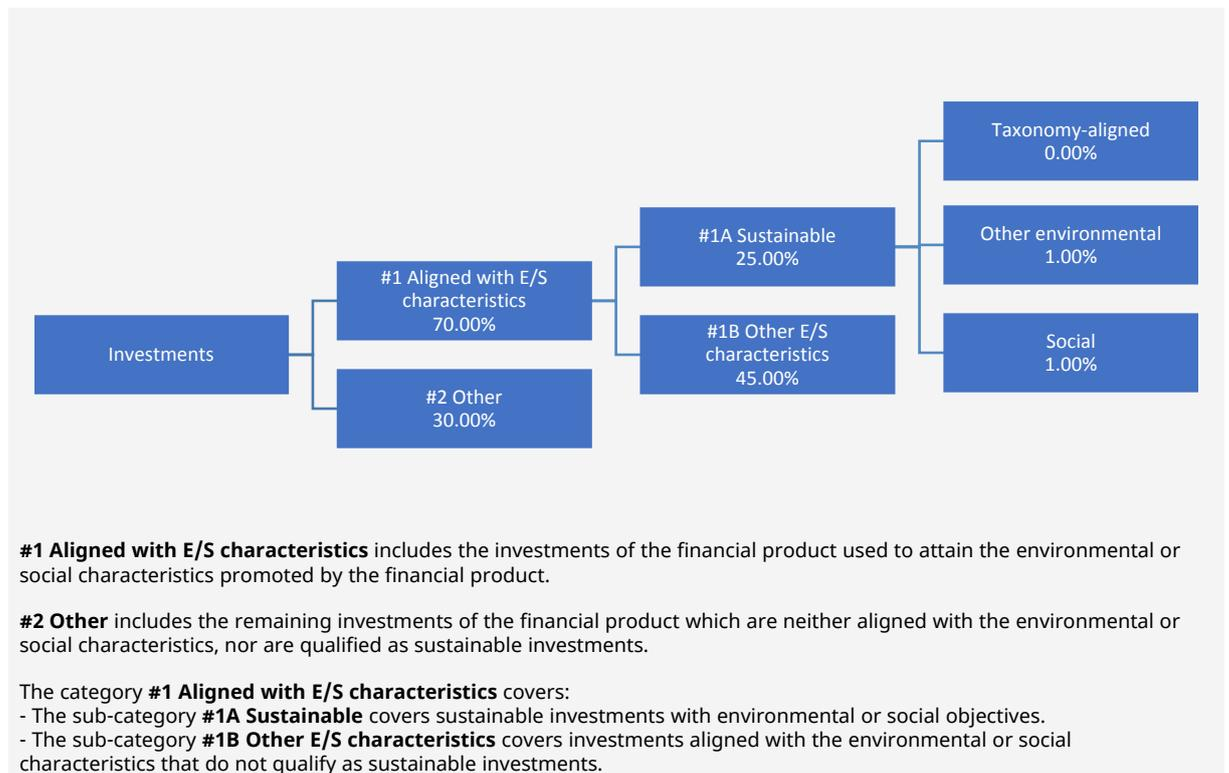 Taxonomy-aligned
0.00%
#1A Sustainable
25.00%
Other environmental
1.00%
#1 Aligned with E/S
characteristics
70.00%
Investments
#1B Other E/S
characteristics
45.00%
Social
1.00%
#2 Other
30.00%
#1 Aligned with E/S characteristics includes the investments of the financial product used to attain the environmental or
social characteristics promoted by the financial product.
#2 Other includes the remaining investments of the financial product which are neither aligned with the environmental or
social characteristics, nor are qualified as sustainable investments.
The category #1 Aligned with E/S characteristics covers:
- The sub-category #1A Sustainable covers sustainable investments with environmental or social objectives.
- The sub-category #1B Other E/S characteristics covers investments aligned with the environmental or social
characteristics that do not qualify as sustainable investments.